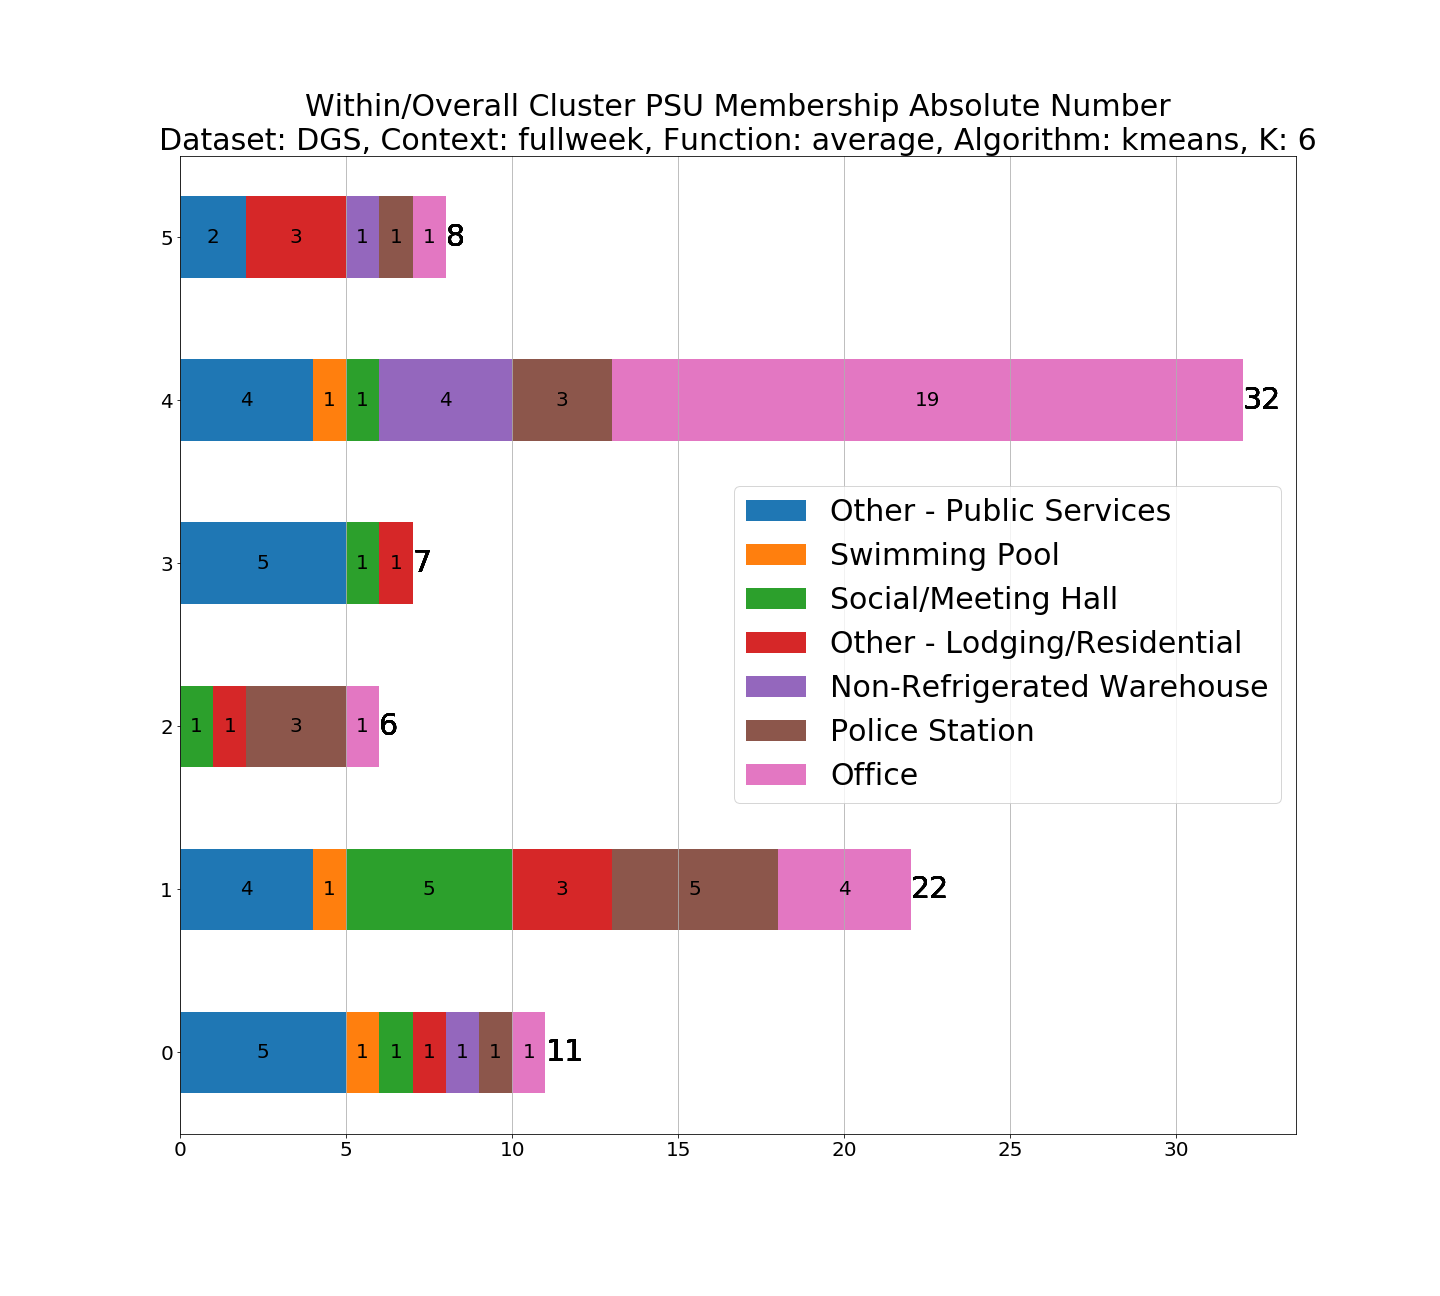 Within/Overall Cluster PSU Membership Absolute Number
Dataset: DGS, Context: fullweek, Function: average, Algorithm: kmeans, K: 6
5 2 3 1 1 1 8
4 4 1 1 4 3 19 32
3 5 1 1 7
Other - Public Services
Swimming Pool
Social/Meeting Hall
Other - Lodging/Residential
Non-Refrigerated Warehouse
Police Station
Office
2 1 1 3 1 6
1 4 1 5 3 5 4 22
0 5 1 1 1 1 1 1 11
0 5 10 15 20 25 30